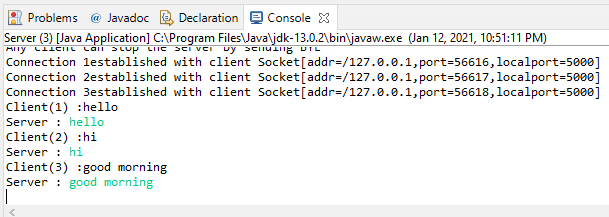 Problems @ Javadoc Declaration Console
Server (3) [Java Application] C:\Program Files\Java\jdk-13.0.2\bin\javaw.exe (Jan 12, 2021, 10:51:11 PM)
Any client can stop the server by sending
Connection 1established with client Socket[addr=/127.0.0.1,port=56616,localport=5000]
Connection 2established with client Socket[addr=/127.0.0.1,port=56617,localport=5000]
Connection 3established with client Socket[addr=/127.0.0.1,port=56618,localport=5000]
Client(1) :hello
Server : hello
Client(2) :hi
Server : hi
Client(3) :good morning
Server : good morning